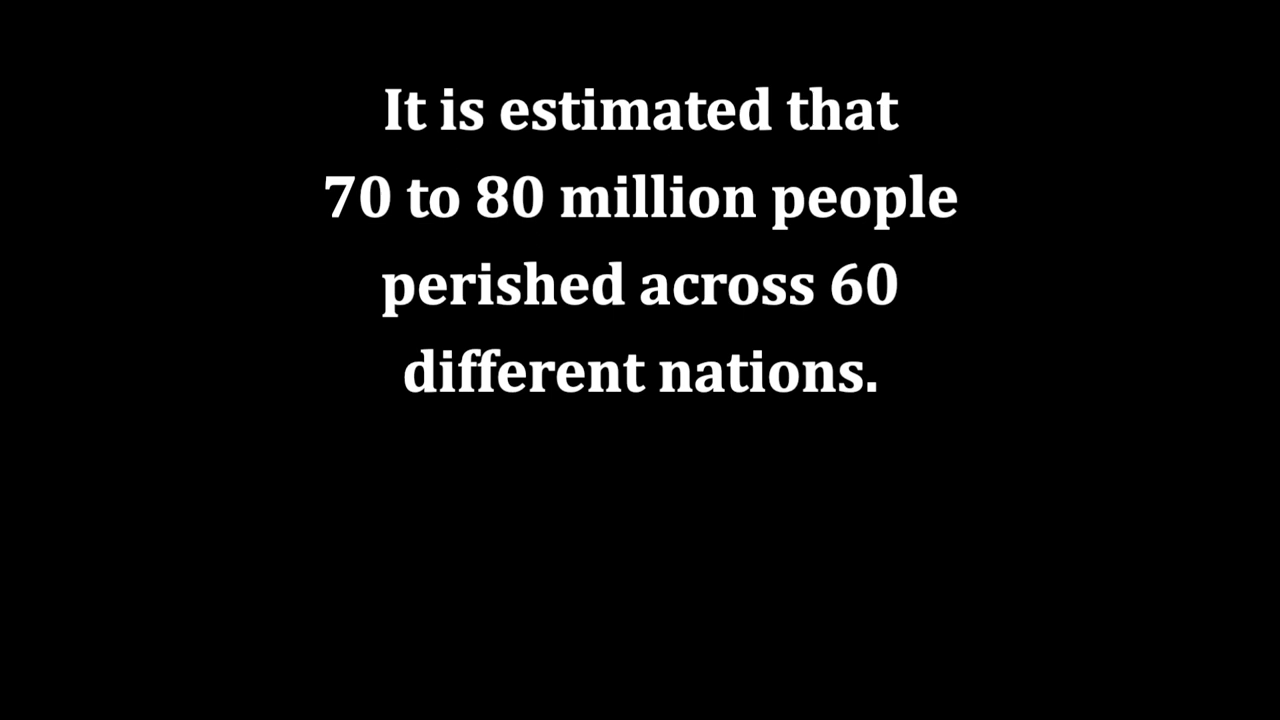 It is estimated that
70 to 80 million people
perished across 60
different nations.